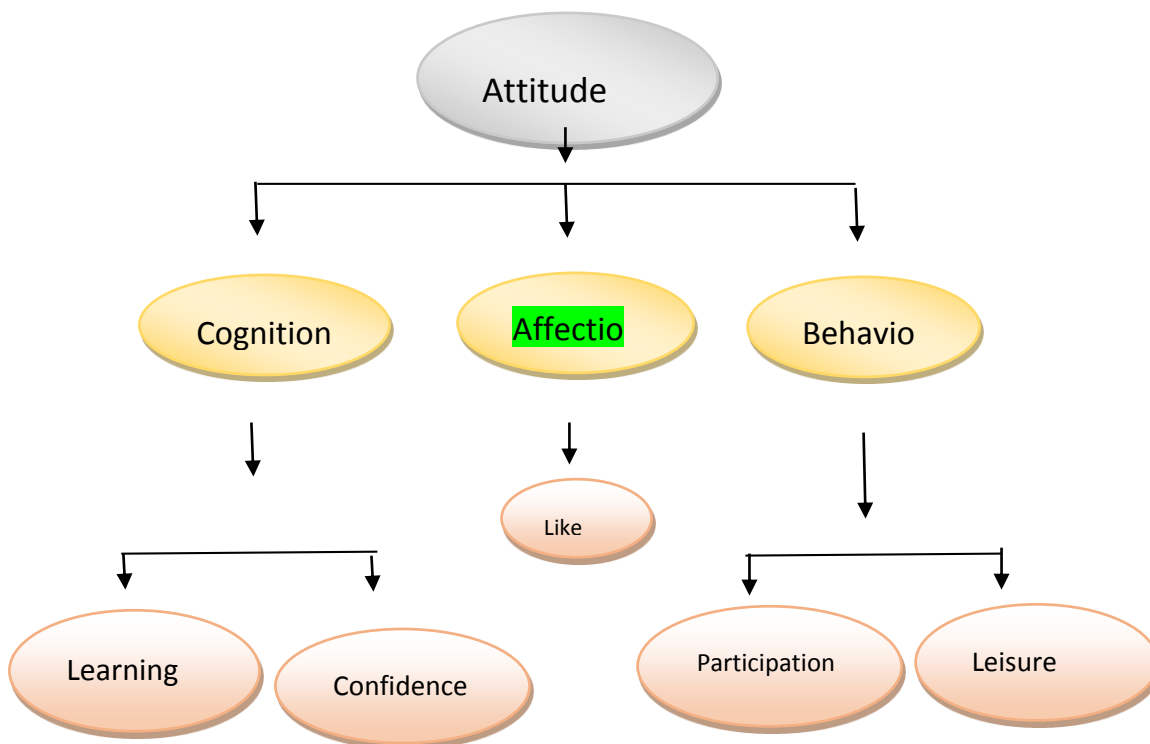 Attitude
Cognition
Affectio
Behavio
Like
Learning
Confidence
Participation
Leisure